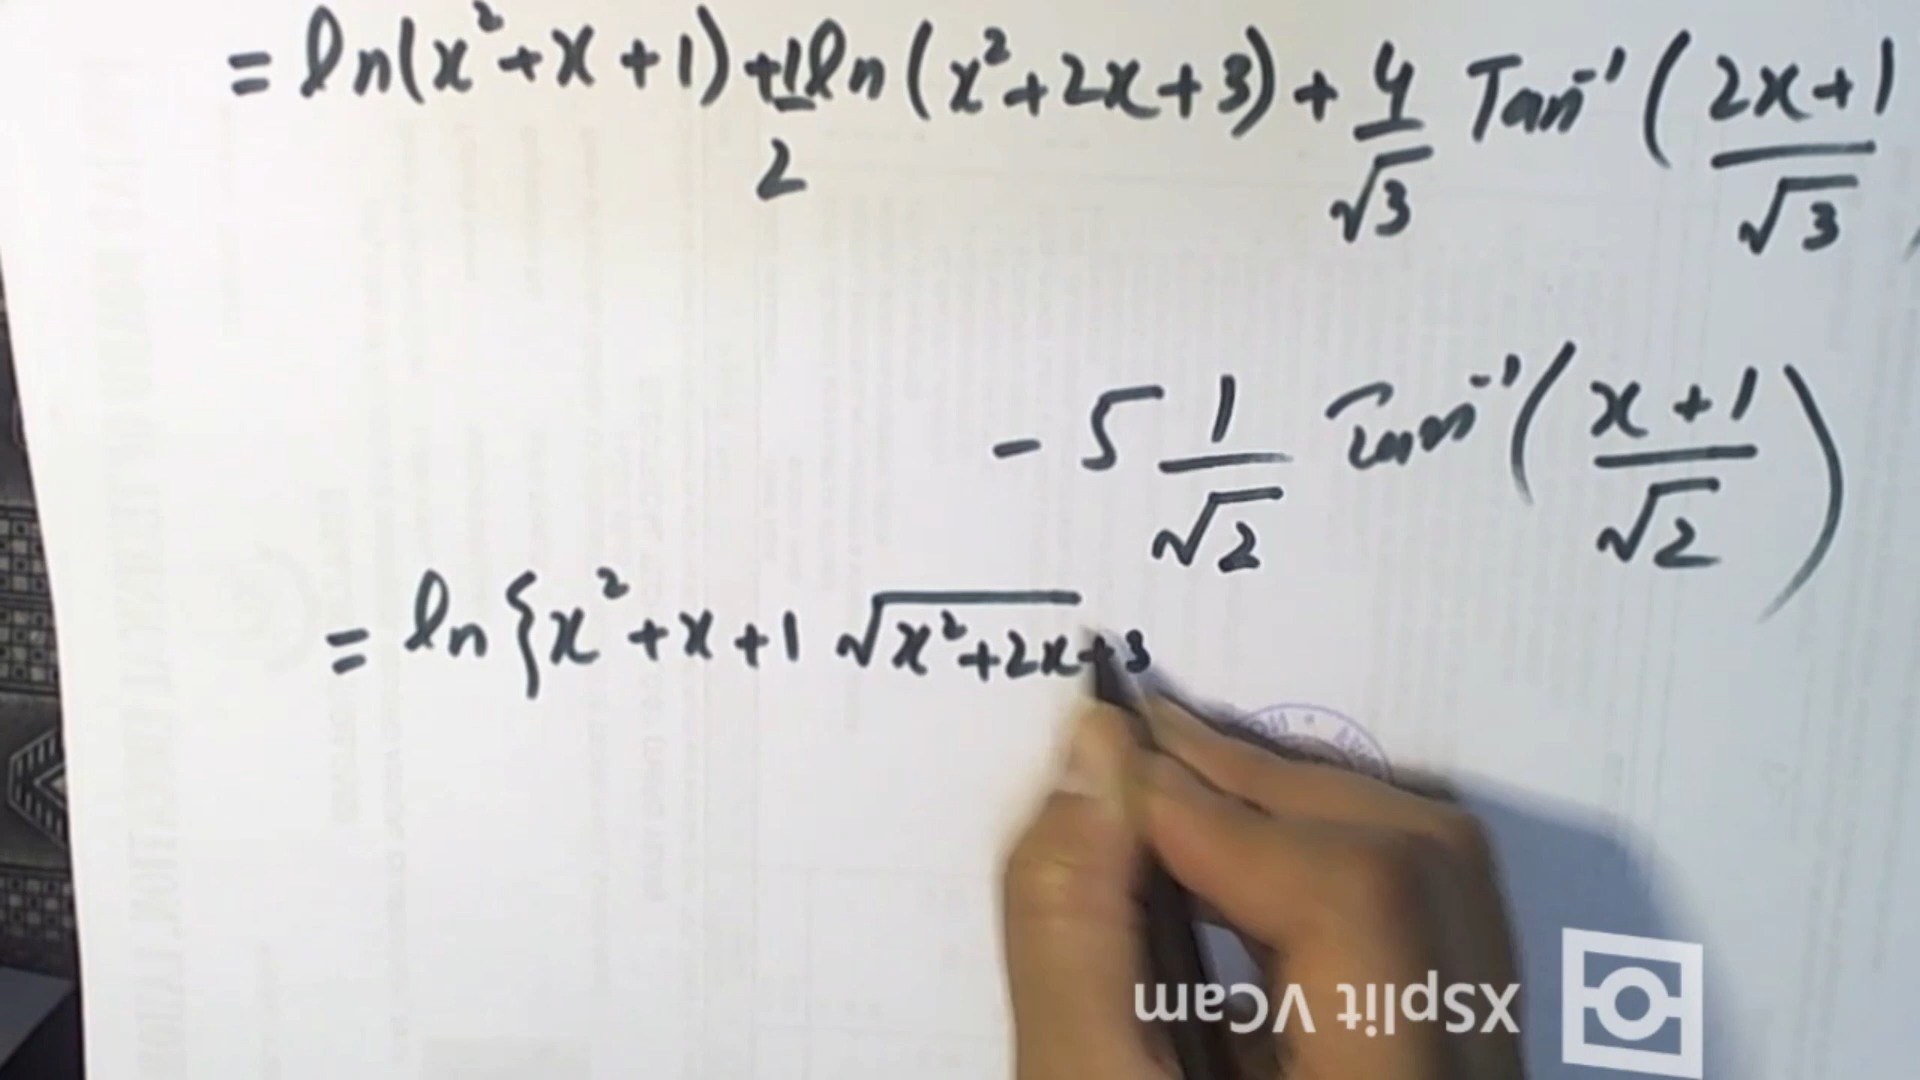 = ln(x²+x+1)+1/2 ln(x²+2x+3)+4/√3 Tan⁻¹(2x+1/√3)
- 5 1/√2 Tan⁻¹(x+1/√2)
= ln{x²+x+1 √x²+2x+3
XSplit VCam